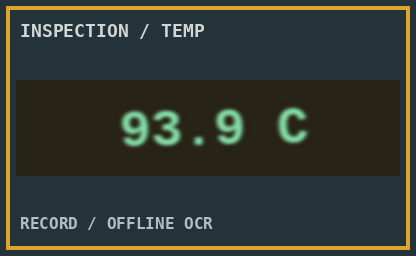 INSPECTION / TEMP
93.9 C
RECORD / OFFLINE OCR